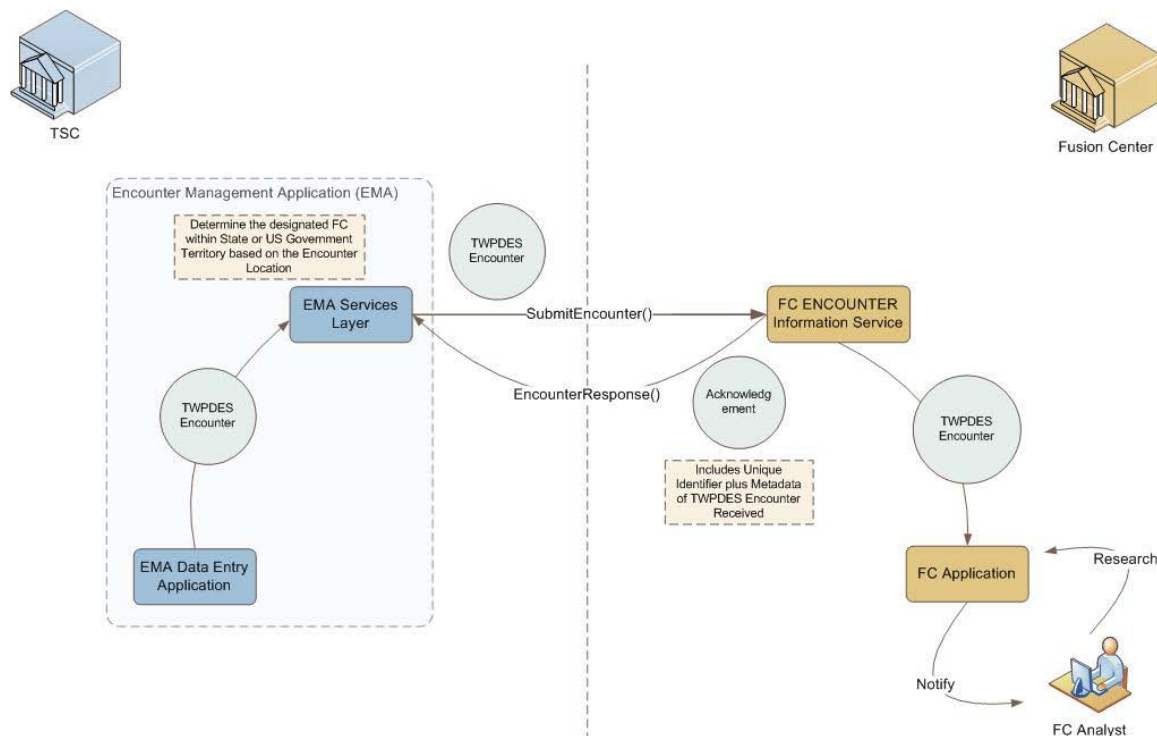 TSC
Fusion Center
Encounter Management Application (EMA)
Determine the designated FC
within State or US Government
Territory based on the Encounter
Location
TWPDES
Encounter
EMA Services
Layer
SubmitEncounter()
FC ENCOUNTER
Information Service
EncounterResponse()
Acknowledg
ement
TWPDES
Encounter
TWPDES
Encounter
Includes Unique
Identifier plus Metadata
of TWPDES Encounter
Received
EMA Data Entry
Application
FC Application
Research
Notify
FC Analyst